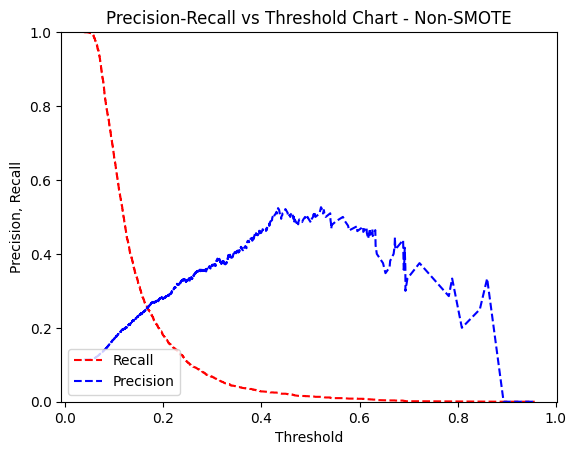 Precision-Recall vs Threshold Chart - Non-SMOTE
1.0
0.8
0.6
0.4
0.2
0.0
Precision, Recall
Recall
Precision
0.0 0.2 0.4 0.6 0.8 1.0
Threshold